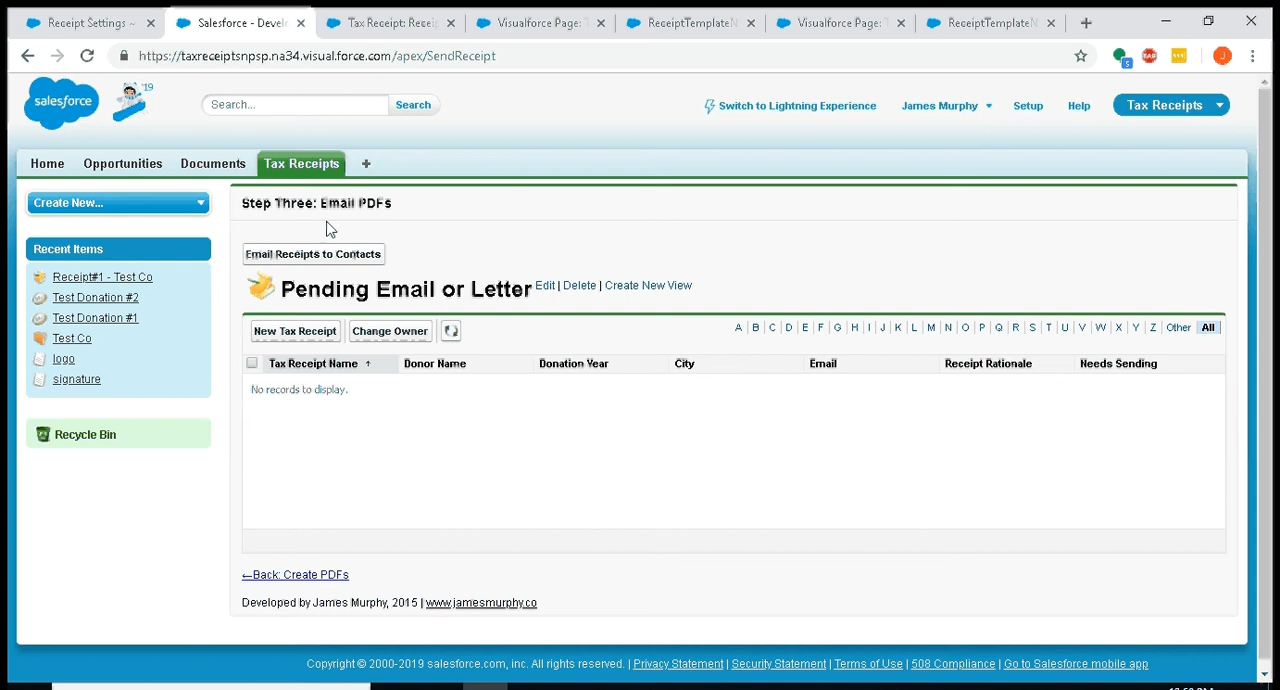 Receipt Settings ~
Salesforce - Develo
Tax Receipt: Recei
Visualforce Page: T
ReceiptTemplateN
Visualforce Page: T
ReceiptTemplateN
https://taxreceiptsnpsp.na34.visual.force.com/apex/SendReceipt
5
J
salesforce
'19
Search...
Search
Switch to Lightning Experience
James Murphy
Setup
Help
Tax Receipts
Home
Opportunities
Documents
Tax Receipts
+
Create New...
Recent Items
Receipt#1 - Test Co
Test Donation #2
Test Donation #1
Test Co
logo
signature
Recycle Bin
Step Three: Email PDFs
Email Receipts to Contacts
Pending Email or Letter Edit | Delete | Create New View
New Tax Receipt
Change Owner
A | B | C | D | E | F | G | H | I | J | K | L | M | N | O | P | Q | R | S | T | U | V | W | X | Y | Z | Other | All
Tax Receipt Name ↑ Donor Name Donation Year City Email Receipt Rationale Needs Sending
No records to display.
←Back: Create PDFs
Developed by James Murphy, 2015 | www.jamesmurphy.co
Copyright © 2000-2019 salesforce.com, inc. All rights reserved. | Privacy Statement | Security Statement | Terms of Use | 508 Compliance | Go to Salesforce mobile app